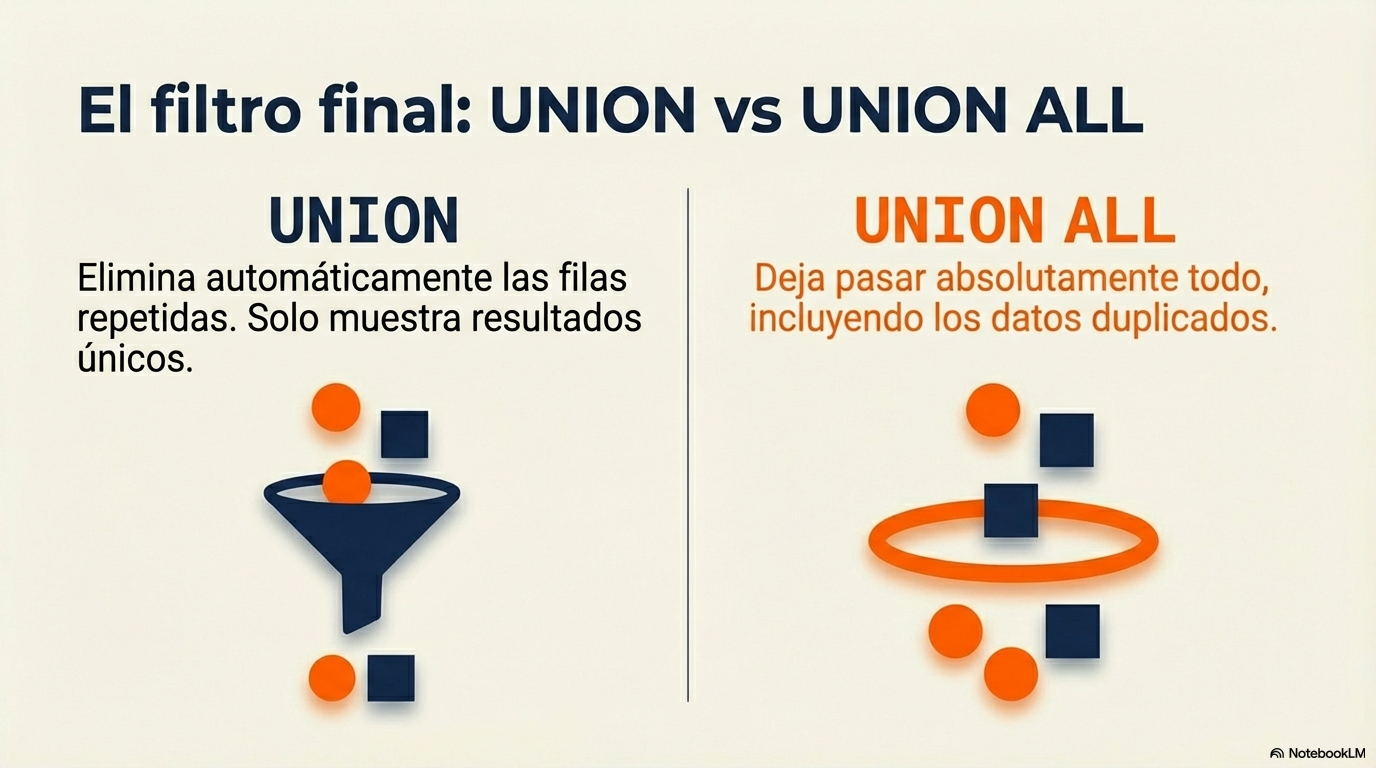 El filtro final: UNION vs UNION ALL
UNION
Elimina automáticamente las filas
repetidas. Solo muestra resultados
únicos.
UNION ALL
Deja pasar absolutamente todo,
incluyendo los datos duplicados.
NotebookLM